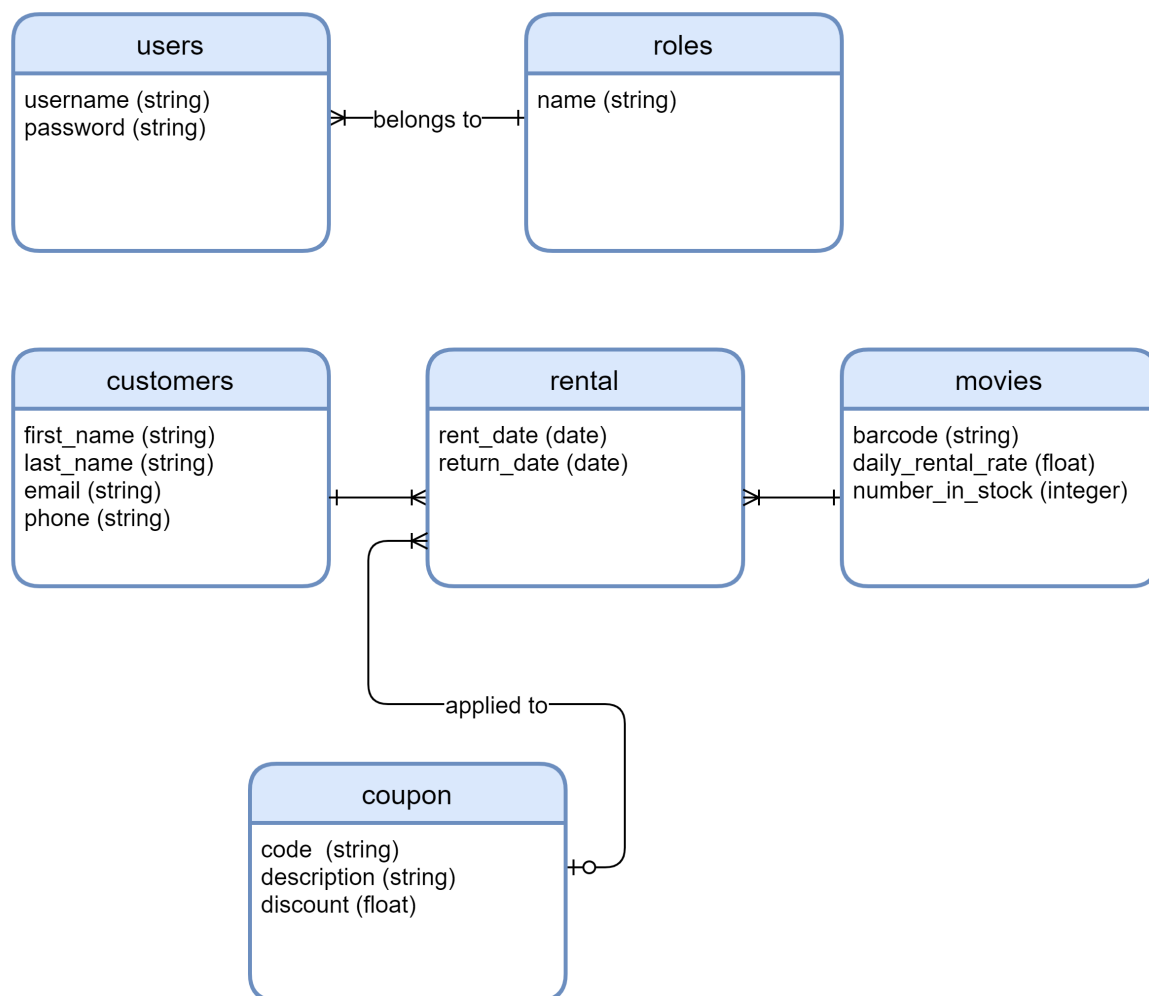 users
username (string)
password (string)
belongs to
roles
name (string)
customers
first_name (string)
last_name (string)
email (string)
phone (string)
rental
rent_date (date)
return_date (date)
movies
barcode (string)
daily_rental_rate (float)
number_in_stock (integer)
applied to
coupon
code  (string)
description (string)
discount (float)